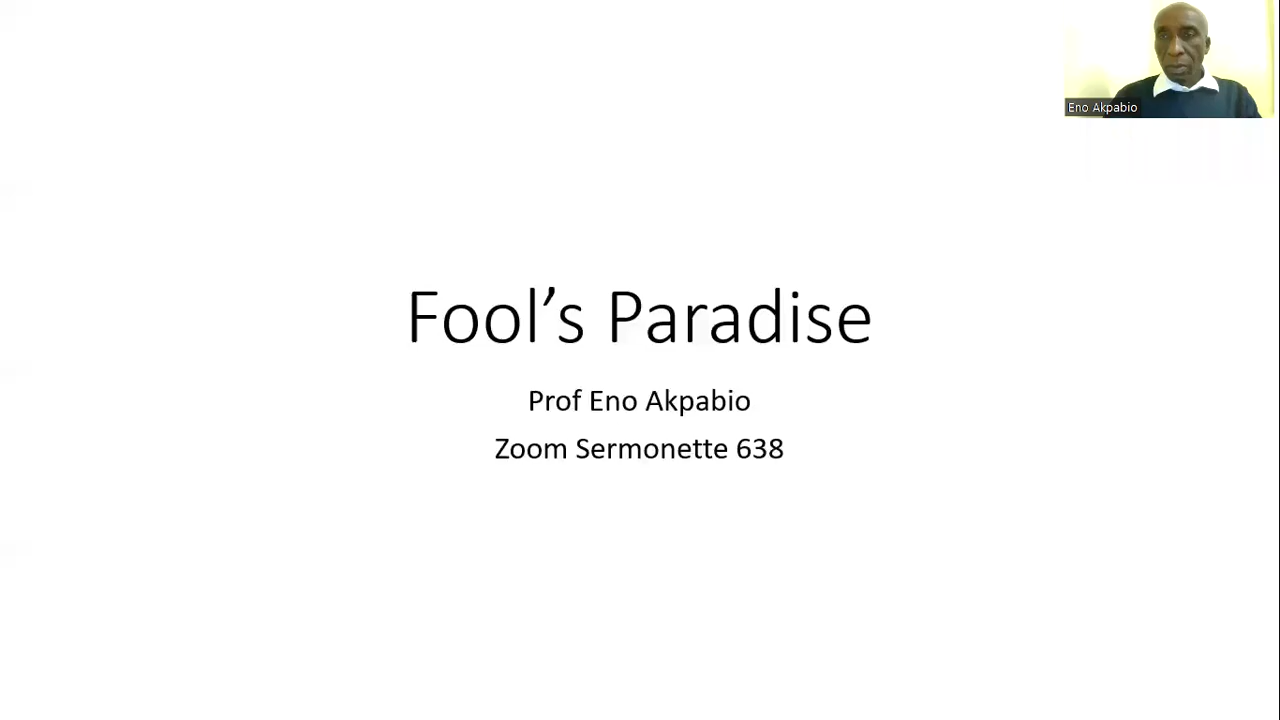 Eno Akpabio
Fool’s Paradise
Prof Eno Akpabio
Zoom Sermonette 638